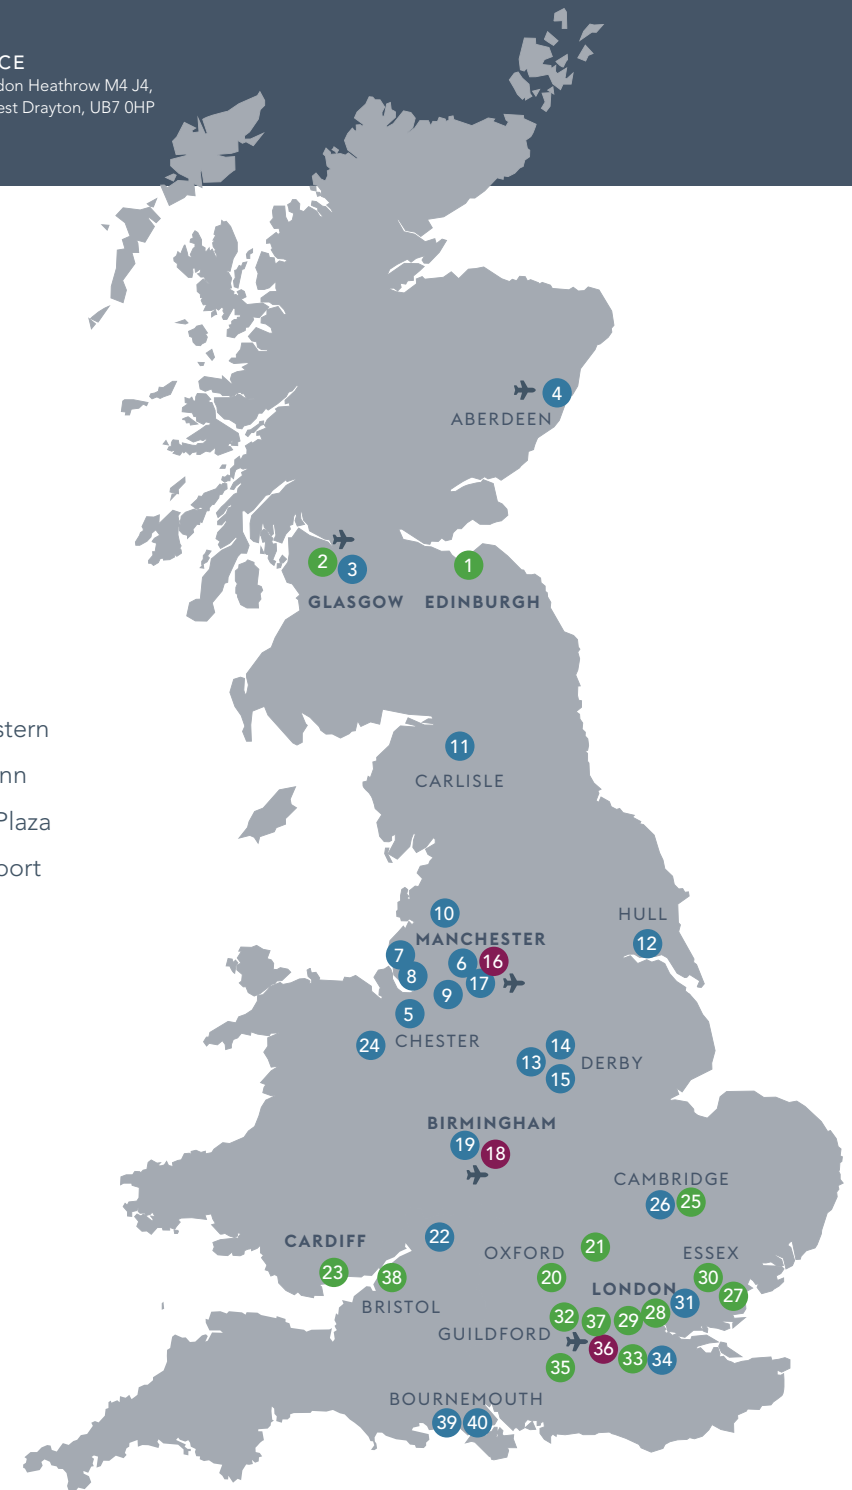 CE
don Heathrow M4 J4,
est Drayton, UB7 0HP
4
ABERDEEN
2
3
1
GLASGOW
EDINBURGH
stern
11
nn
CARLISLE
Plaza
port
10
HULL
MANCHESTER
12
7
6
16
8
17
9
5
24
CHESTER
14
13
DERBY
15
BIRMINGHAM
19
18
CAMBRIDGE
26
25
22
CARDIFF
21
OXFORD
ESSEX
23
38
20
30
LONDON
27
BRISTOL
31
32
37
29
28
GUILDFORD
36
33
34
35
BOURNEMOUTH
39
40